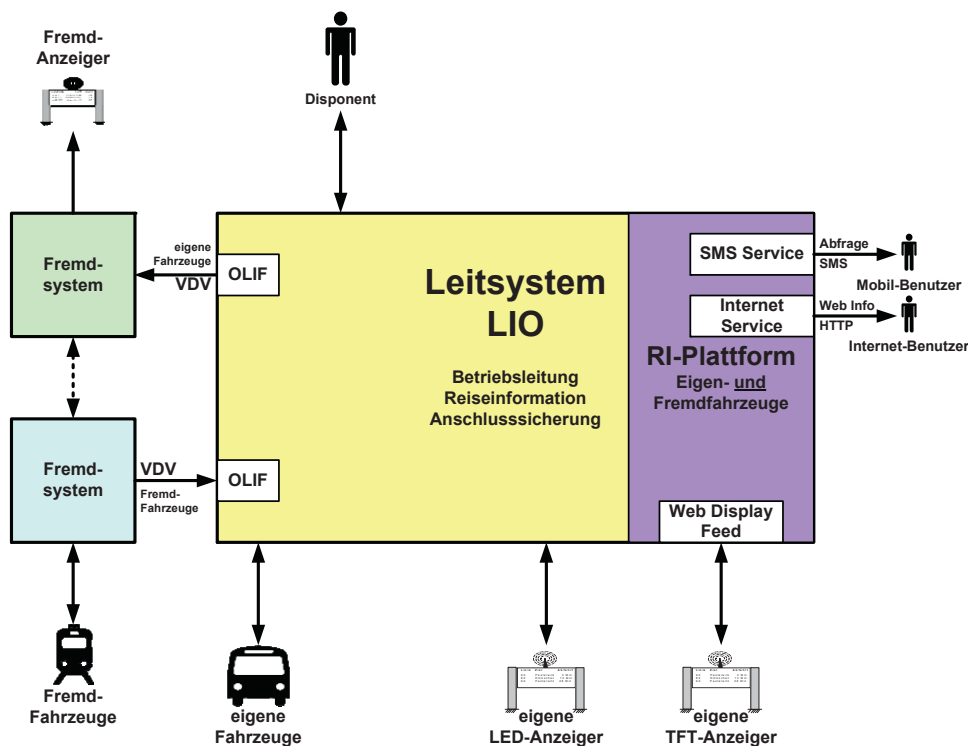 Fremd-
Anzeiger
Disponent
Fremd-
system
eigene
Fahrzeuge
VDV
OLIF
Leitsystem
LIO
Betriebsleitung
Reiseinformation
Anschlusssicherung
SMS Service
Abfrage
SMS
Mobil-Benutzer
Internet
Service
Web Info
HTTP
Internet-Benutzer
RI-Plattform
Eigen- und
Fremdfahrzeuge
Fremd-
system
VDV
Fremd-
Fahrzeuge
OLIF
Web Display
Feed
Fremd-
Fahrzeuge
eigene
Fahrzeuge
eigene
LED-Anzeiger
eigene
TFT-Anzeiger